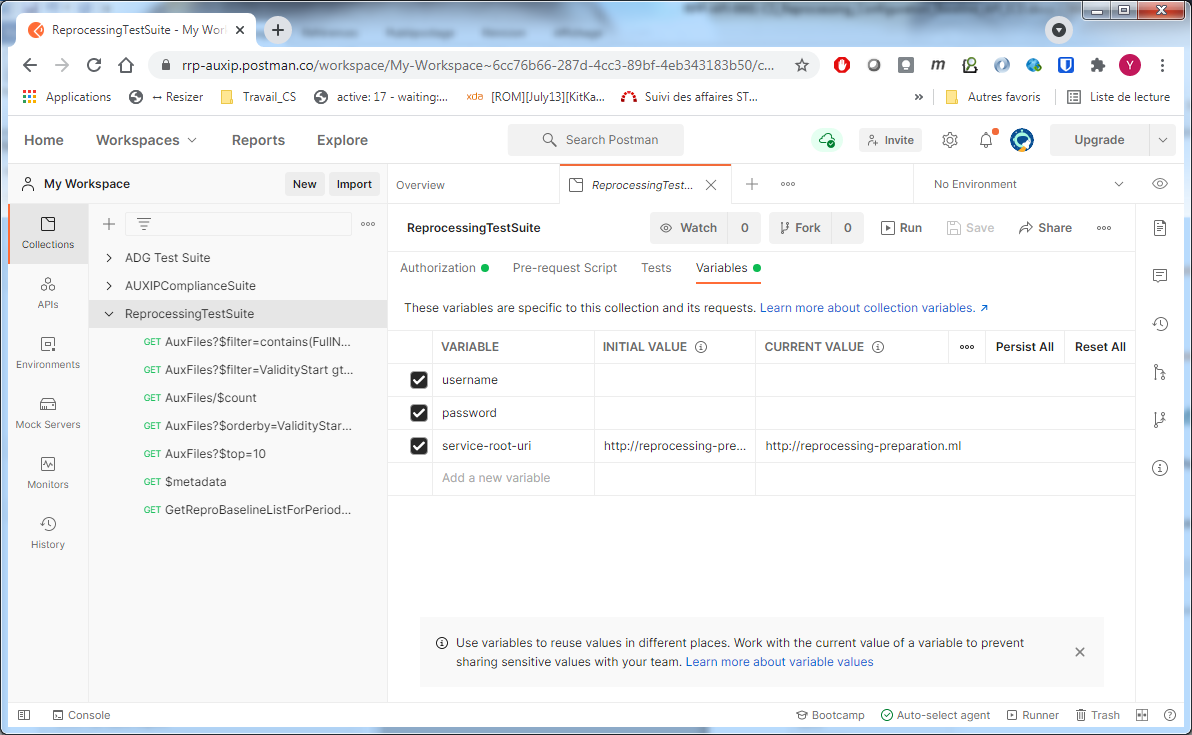 ReprocessingTestSuite - My Wor
rrp-auxip.postman.co/workspace/My-Workspace~6cc76b66-287d-4cc3-89bf-4eb343183b50/c...
Y
Applications
↔ Resizer
Travail_CS
active: 17 - waiting:...
xda [ROM][July13][KitKa...
Suivi des affaires ST...
»
Autres favoris
Liste de lecture
Home
Workspaces
Reports
Explore
Search Postman
Invite
Upgrade
My Workspace
New
Import
Overview
ReprocessingTest...
No Environment
Collections
APIs
Environments
Mock Servers
Monitors
History
ADG Test Suite
AUXIPComplianceSuite
ReprocessingTestSuite
GET AuxFiles?$filter=contains(FullN...
GET AuxFiles?$filter=ValidityStart gt...
GET AuxFiles/$count
GET AuxFiles?$orderby=ValidityStar...
GET AuxFiles?$top=10
GET $metadata
GET GetReproBaselineListForPeriod...
ReprocessingTestSuite
Watch 0
Fork 0
Run
Save
Share
Authorization
Pre-request Script
Tests
Variables
These variables are specific to this collection and its requests. Learn more about collection variables. ↗
VARIABLE
INITIAL VALUE
CURRENT VALUE
Persist All
Reset All
username
password
service-root-uri http://reprocessing-pre... http://reprocessing-preparation.ml
Add a new variable
Use variables to reuse values in different places. Work with the current value of a variable to prevent
sharing sensitive values with your team. Learn more about variable values
Console
Bootcamp
Auto-select agent
Runner
Trash